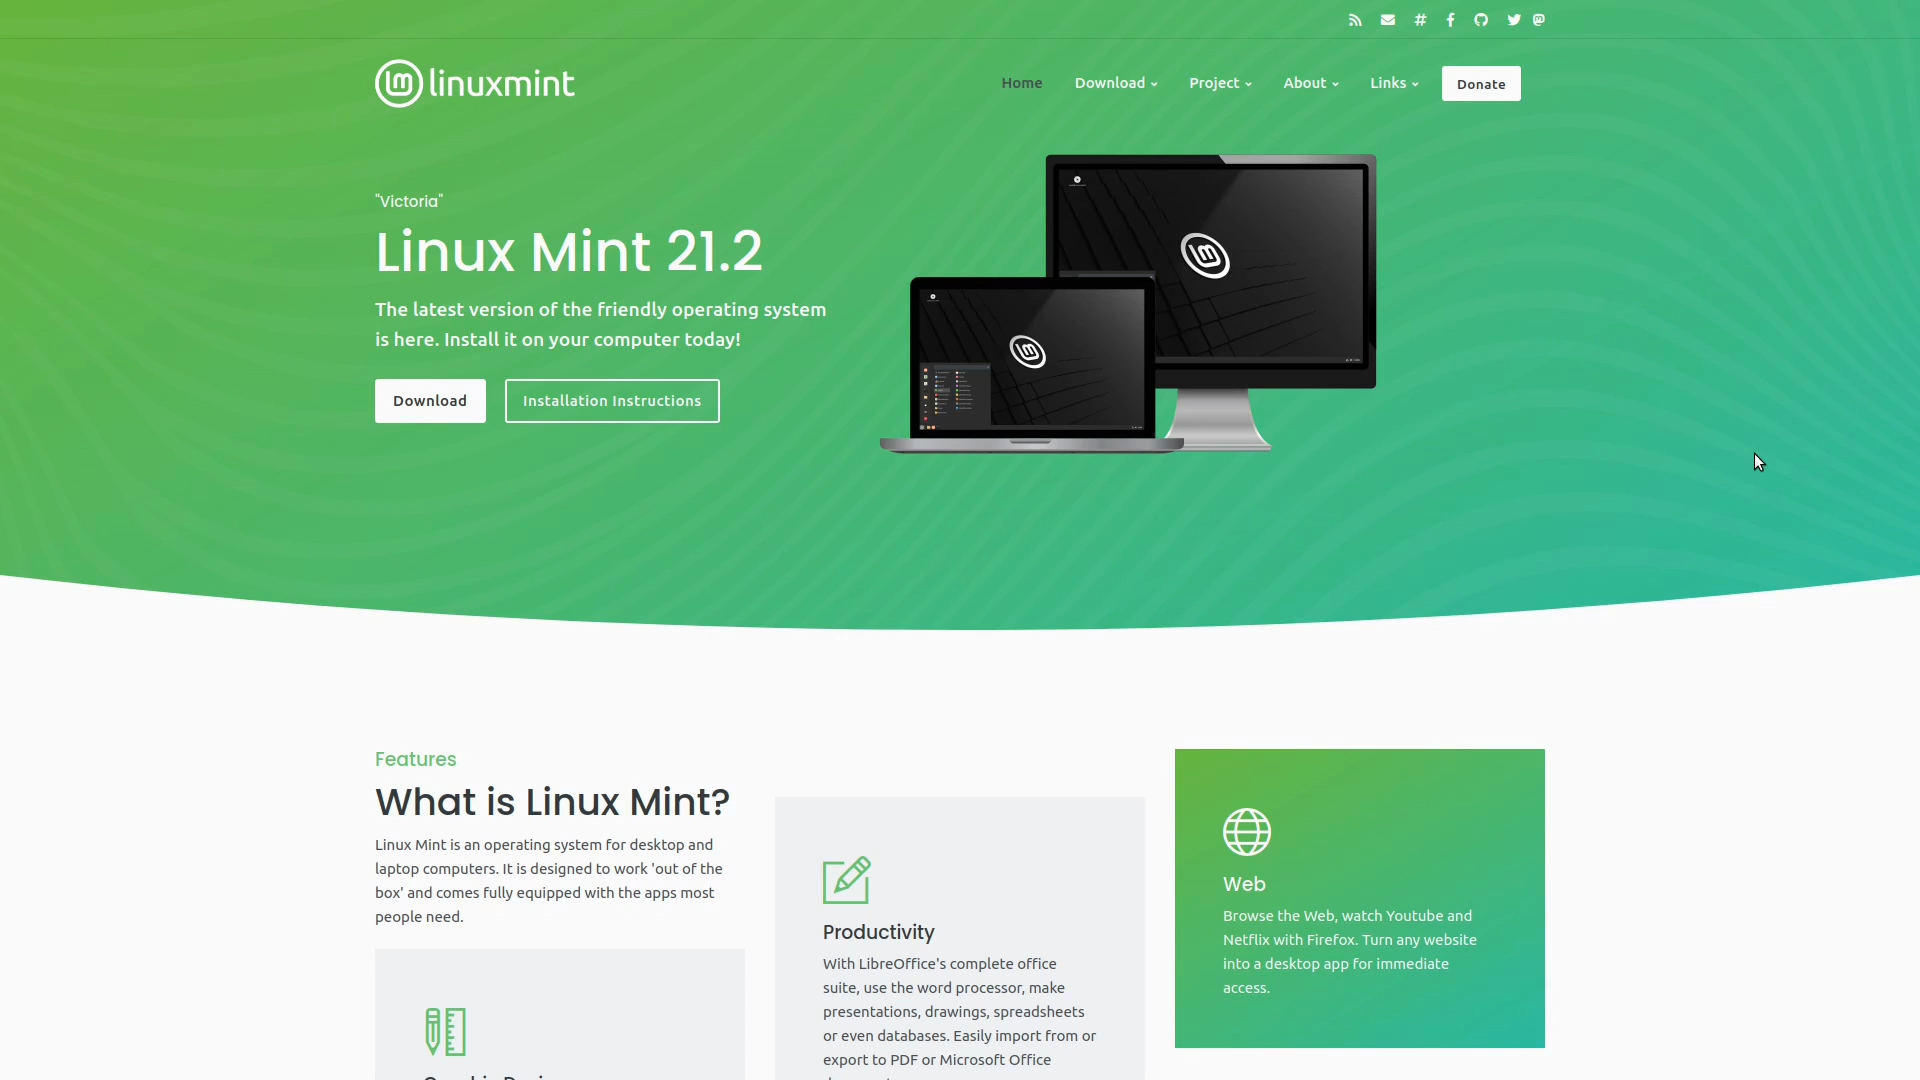 linuxmint
Home
Download
Project
About
Links
Donate
"Victoria"
Linux Mint 21.2
The latest version of the friendly operating system
is here. Install it on your computer today!
Download
Installation Instructions
Features
What is Linux Mint?
Linux Mint is an operating system for desktop and
laptop computers. It is designed to work 'out of the
box' and comes fully equipped with the apps most
people need.
Productivity
With LibreOffice's complete office
suite, use the word processor, make
presentations, drawings, spreadsheets
or even databases. Easily import from or
export to PDF or Microsoft Office
Web
Browse the Web, watch Youtube and
Netflix with Firefox. Turn any website
into a desktop app for immediate
access.